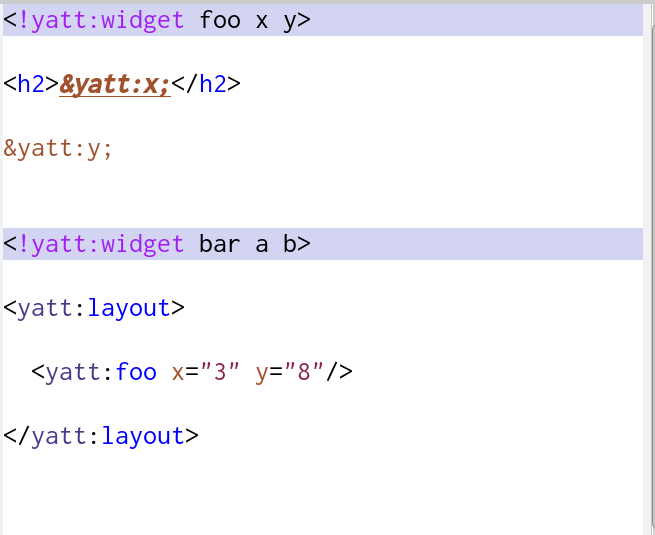 <!yatt:widget foo x y>
<h2>&yatt:x;</h2>
&yatt:y;
<!yatt:widget bar a b>
<yatt:layout>
<yatt:foo x="3" y="8"/>
</yatt:layout>